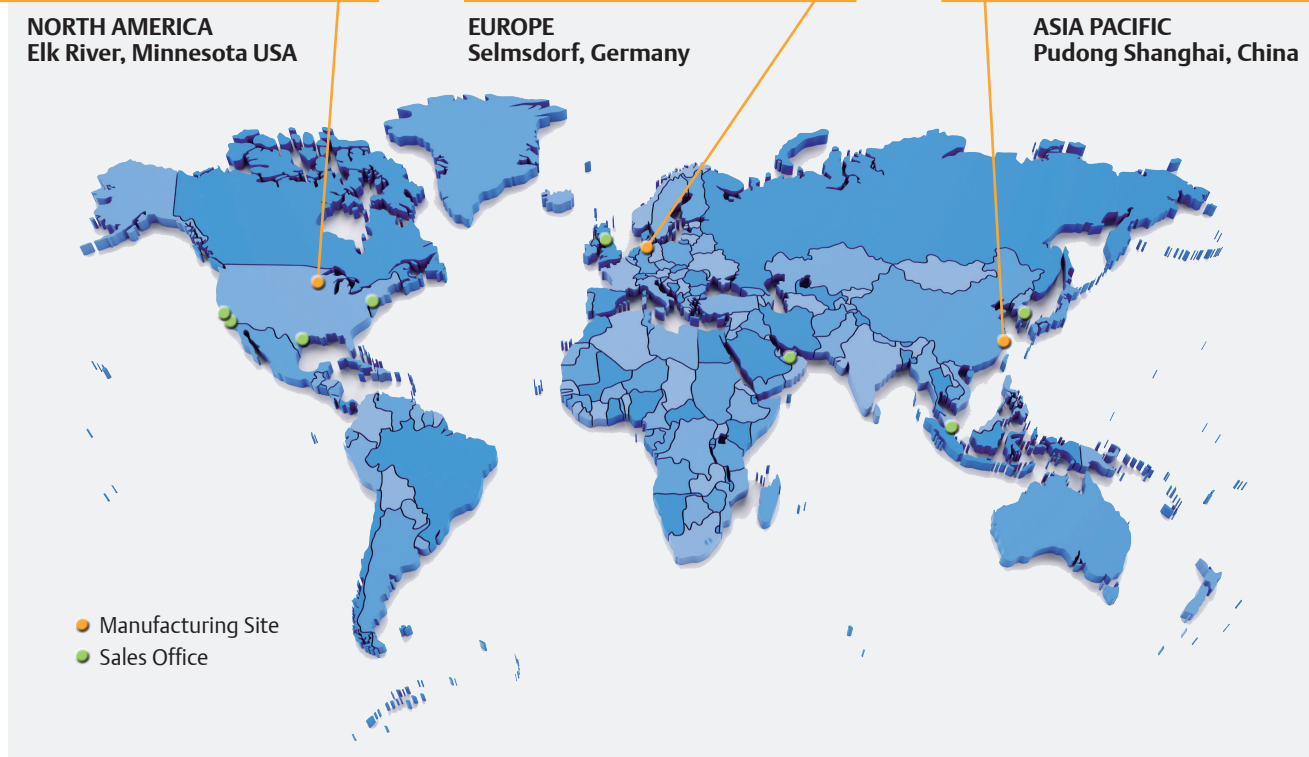 NORTH AMERICA
Elk River, Minnesota USA
EUROPE
Selmsdorf, Germany
ASIA PACIFIC
Pudong Shanghai, China
Manufacturing Site
Sales Office